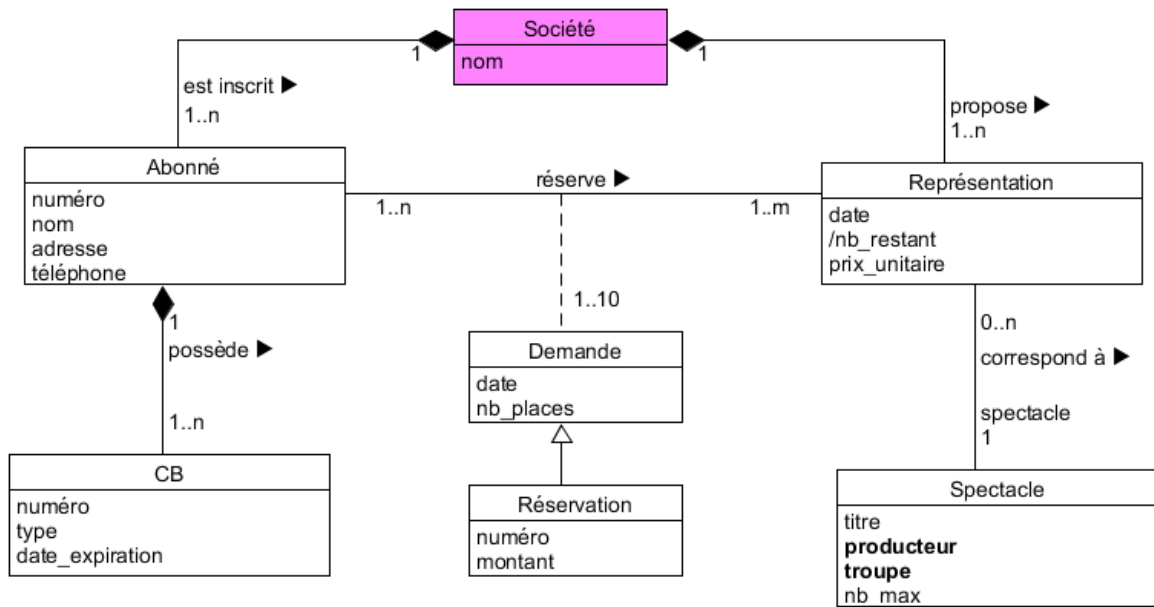 Société
nom
1
1
est inscrit ▶
1..n
propose ▶
1..n
Abonné
numéro
nom
adresse
téléphone
réserve ▶
1..n
1..m
Représentation
date
/nb_restant
prix_unitaire
1
possède ▶
1..n
1..10
Demande
date
nb_places
0..n
correspond à ▶
spectacle
1
CB
numéro
type
date_expiration
Réservation
numéro
montant
Spectacle
titre
producteur
troupe
nb_max